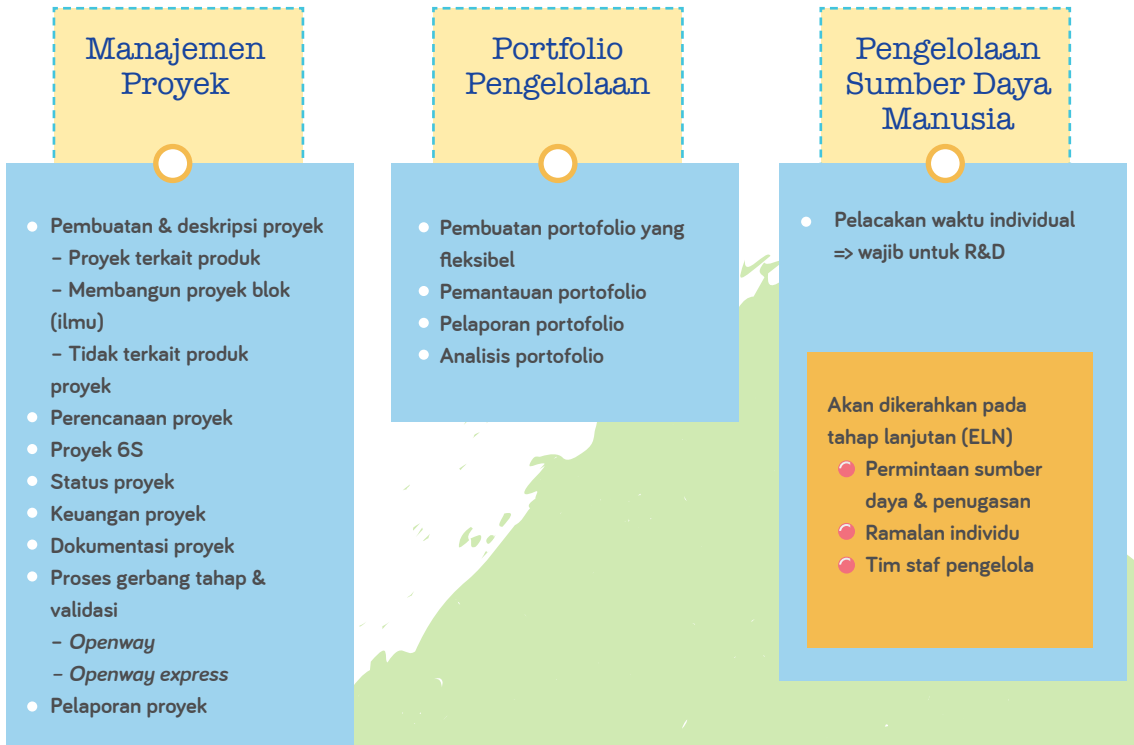 Manajemen
Proyek
Pembuatan & deskripsi proyek
– Proyek terkait produk
– Membangun proyek blok
(ilmu)
– Tidak terkait produk
proyek
Perencanaan proyek
Proyek 6S
Status proyek
Keuangan proyek
Dokumentasi proyek
Proses gerbang tahap &
validasi
– Openway
– Openway express
Pelaporan proyek
Portfolio
Pengelolaan
Pembuatan portofolio yang
fleksibel
Pemantauan portofolio
Pelaporan portofolio
Analisis portofolio
Pengelolaan
Sumber Daya
Manusia
Pelacakan waktu individual
=> wajib untuk R&D
Akan dikerahkan pada
tahap lanjutan (ELN)
Permintaan sumber
daya & penugasan
Ramalan individu
Tim staf pengelola